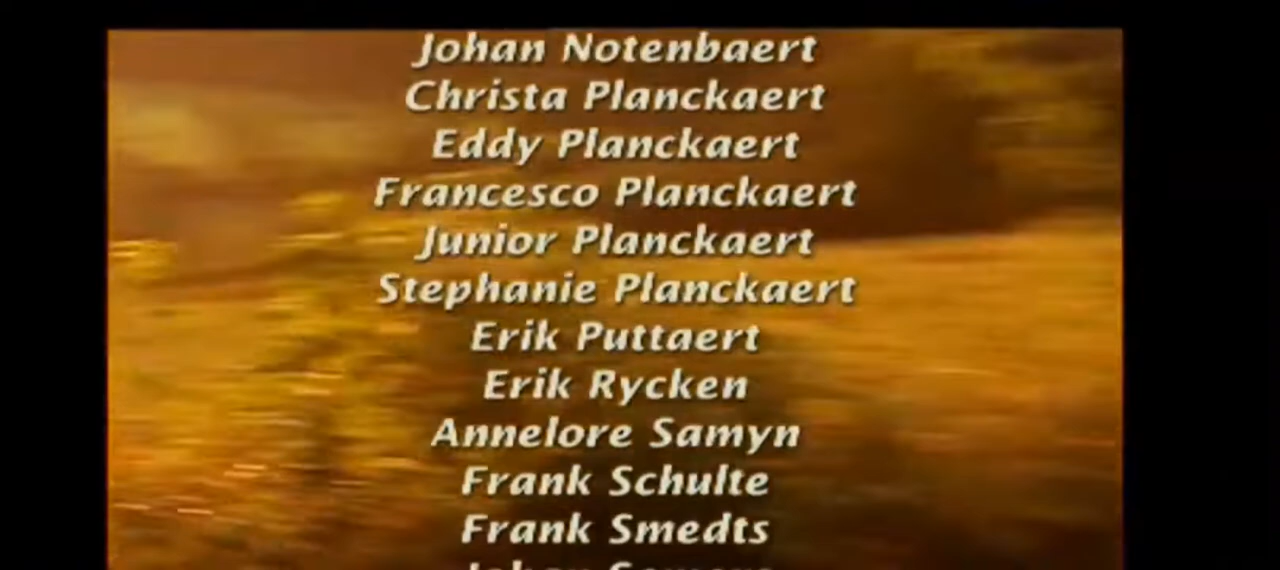 Johan Notenbaert
Christa Planckaert
Eddy Planckaert
Francesco Planckaert
Junior Planckaert
Stephanie Planckaert
Erik Puttaert
Erik Rycken
Annelore Samyn
Frank Schulte
Frank Smedts
Johan